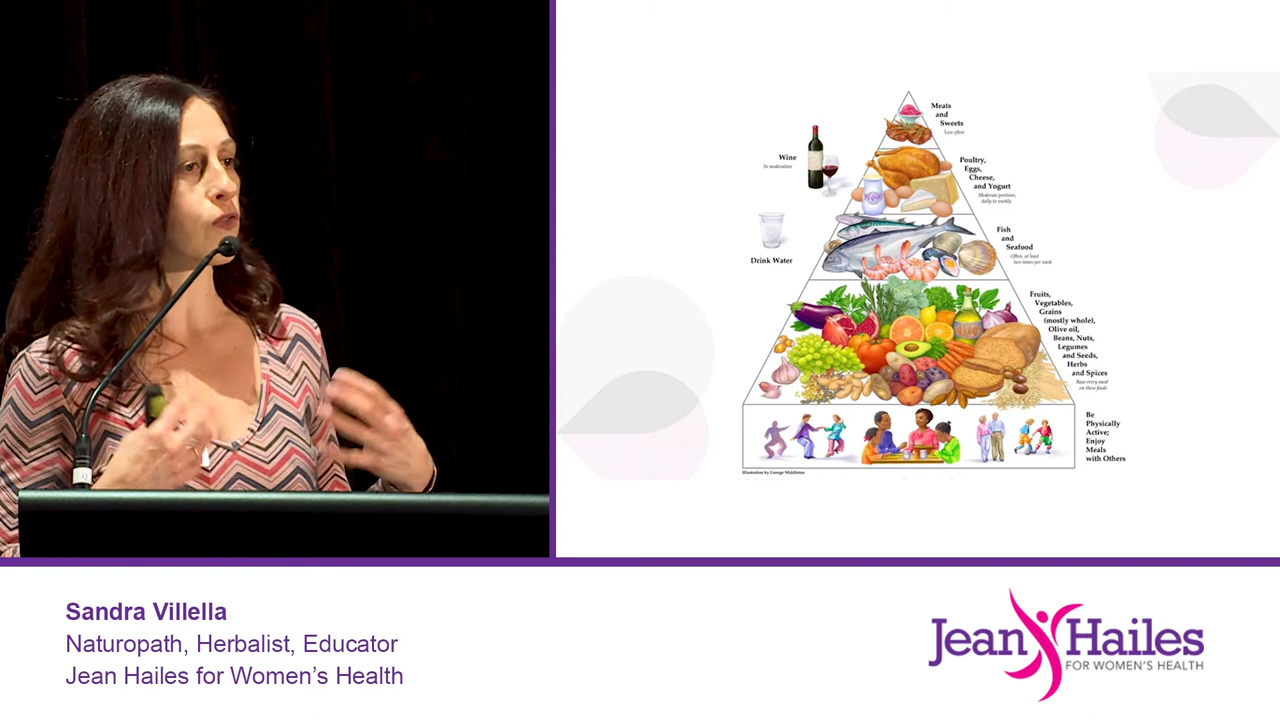 Meats
and
Sweets
Less often
Wine
In moderation
Poultry,
Eggs,
Cheese,
and Yogurt
Moderate portions,
daily to weekly
Drink Water
Fish
and
Seafood
Often, at least
two times per week
Fruits,
Vegetables,
Grains
(mostly whole),
Olive oil,
Beans, Nuts,
Legumes
and Seeds,
Herbs
and Spices
Base every meal
on these foods
Be
Physically
Active;
Enjoy
Meals
with Others
Illustration by George Middleton
Sandra Villella
Naturopath, Herbalist, Educator
Jean Hailes for Women’s Health
Jean Hailes
FOR WOMEN'S HEALTH